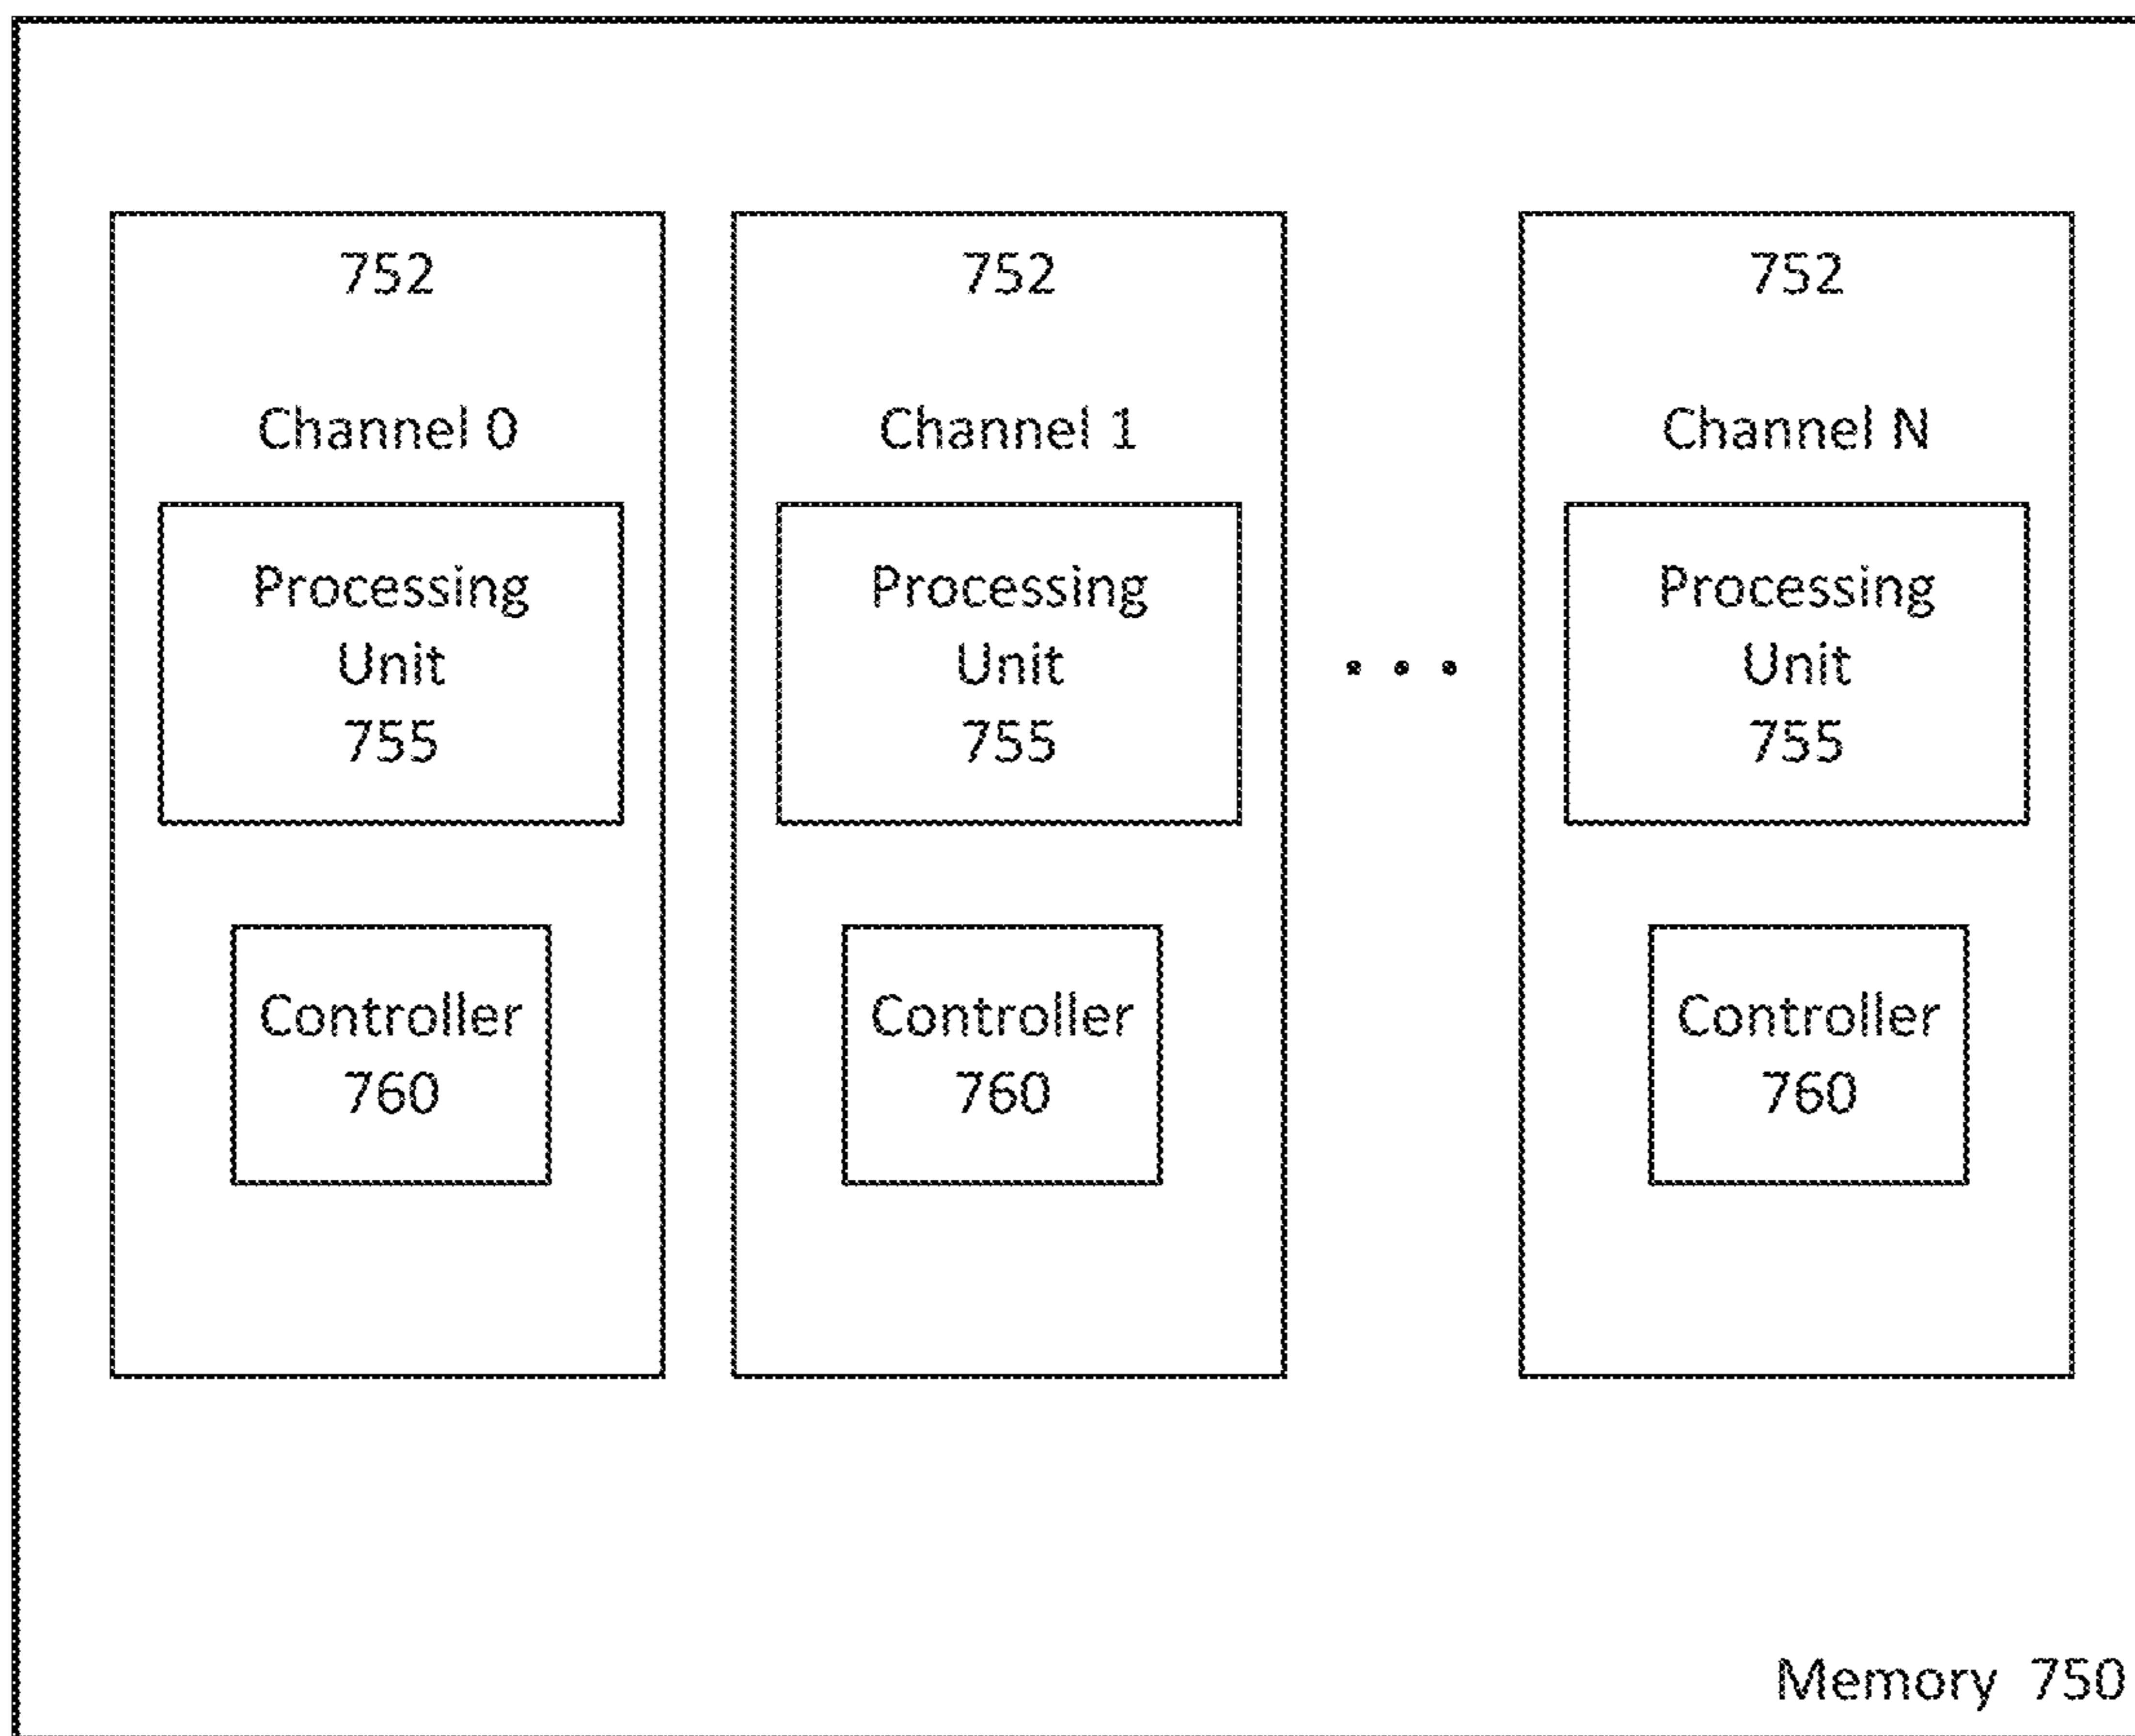 752
Channel 0
Processing
Unit
755
Controller
760
752
Channel 1
Processing
Unit
755
Controller
760
. . .
752
Channel N
Processing
Unit
755
Controller
760
Memory 750